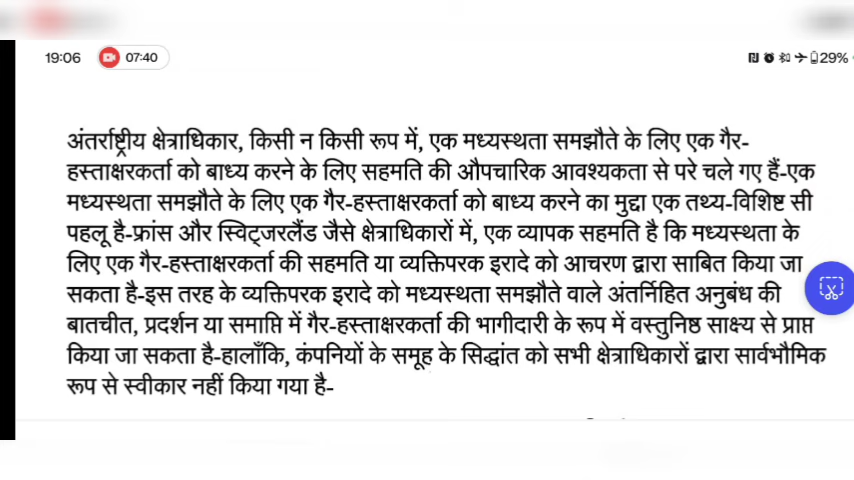 19:06 07:40 29%
अंतर्राष्ट्रीय क्षेत्राधिकार, किसी न किसी रूप में, एक मध्यस्थता समझौते के लिए एक गैर-
हस्ताक्षरकर्ता को बाध्य करने के लिए सहमति की औपचारिक आवश्यकता से परे चले गए हैं-एक
मध्यस्थता समझौते के लिए एक गैर-हस्ताक्षरकर्ता को बाध्य करने का मुद्दा एक तथ्य-विशिष्ट सी
पहलू है-फ्रांस और स्विट्जरलैंड जैसे क्षेत्राधिकारों में, एक व्यापक सहमति है कि मध्यस्थता के
लिए एक गैर-हस्ताक्षरकर्ता की सहमति या व्यक्तिपरक इरादे को आचरण द्वारा साबित किया जा
सकता है-इस तरह के व्यक्तिपरक इरादे को मध्यस्थता समझौते वाले अंतर्निहित अनुबंध की
बातचीत, प्रदर्शन या समाप्ति में गैर-हस्ताक्षरकर्ता की भागीदारी के रूप में वस्तुनिष्ठ साक्ष्य से प्राप्त
किया जा सकता है-हालाँकि, कंपनियों के समूह के सिद्धांत को सभी क्षेत्राधिकारों द्वारा सार्वभौमिक
रूप से स्वीकार नहीं किया गया है-